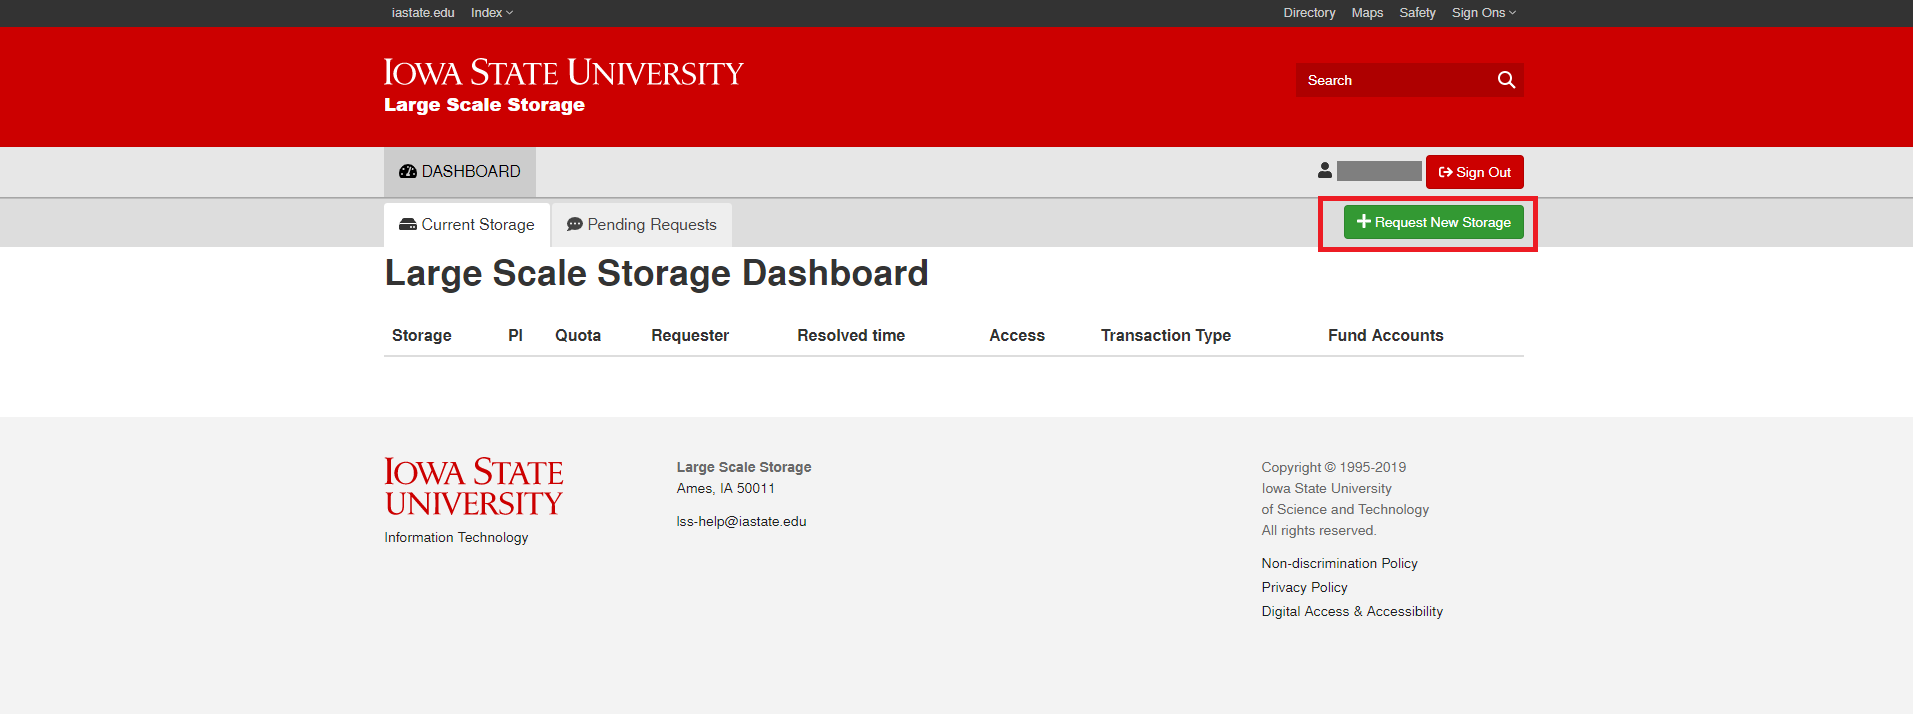 iastate.edu Index
Directory Maps Safety Sign Ons
IOWA STATE UNIVERSITY
Large Scale Storage
Search
DASHBOARD
Sign Out
Current Storage
Pending Requests
Request New Storage
Large Scale Storage Dashboard
Storage PI Quota Requester Resolved time Access Transaction Type Fund Accounts
IOWA STATE
UNIVERSITY
Information Technology
Large Scale Storage
Ames, IA 50011
lss-help@iastate.edu
Copyright © 1995-2019
Iowa State University
of Science and Technology
All rights reserved.
Non-discrimination Policy
Privacy Policy
Digital Access & Accessibility